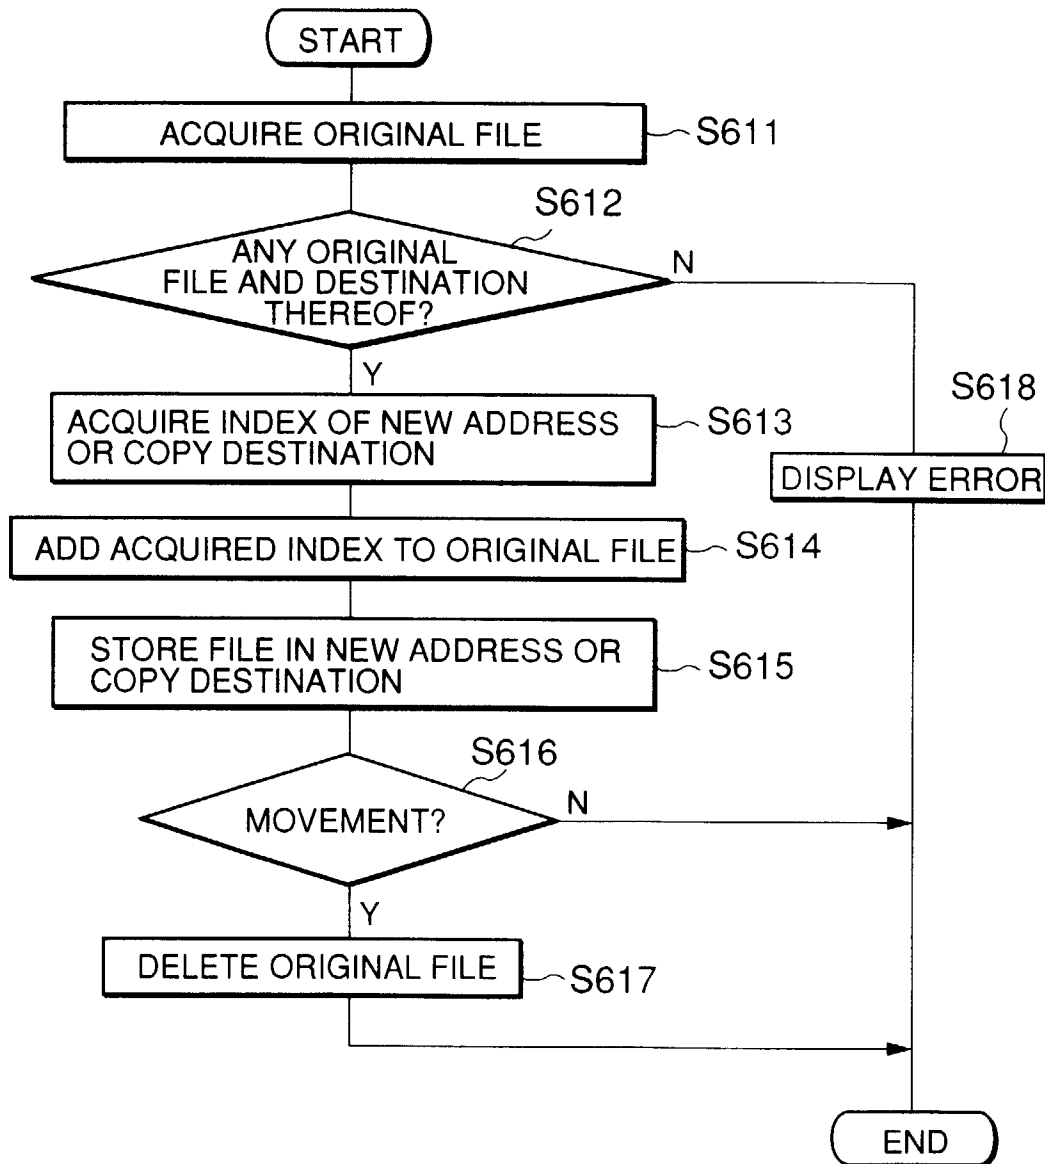 START
ACQUIRE ORIGINAL FILE
S611
S612
ANY ORIGINAL
FILE AND DESTINATION
THEREOF?
N
Y
ACQUIRE INDEX OF NEW ADDRESS
OR COPY DESTINATION
S613
S618
DISPLAY ERROR
ADD ACQUIRED INDEX TO ORIGINAL FILE
S614
STORE FILE IN NEW ADDRESS OR
COPY DESTINATION
S615
S616
MOVEMENT?
N
Y
DELETE ORIGINAL FILE
S617
END